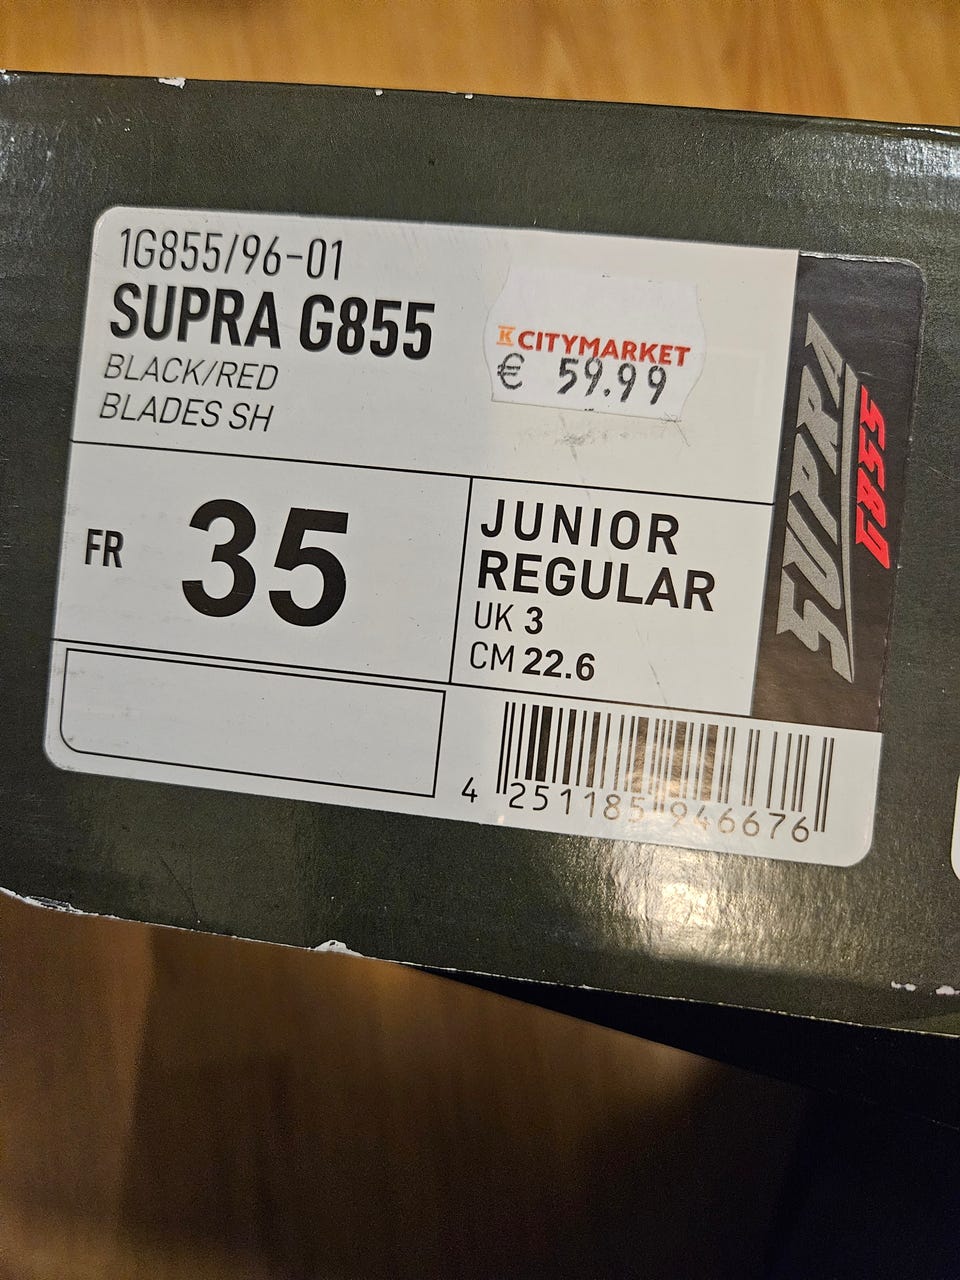 1G855/96-01
SUPRA G855
BLACK/RED
BLADES SH
K CITYMARKET
€ 59.99
FR 35
JUNIOR
REGULAR
UK 3
CM 22.6
4 251185 946676
SUPRA
G855